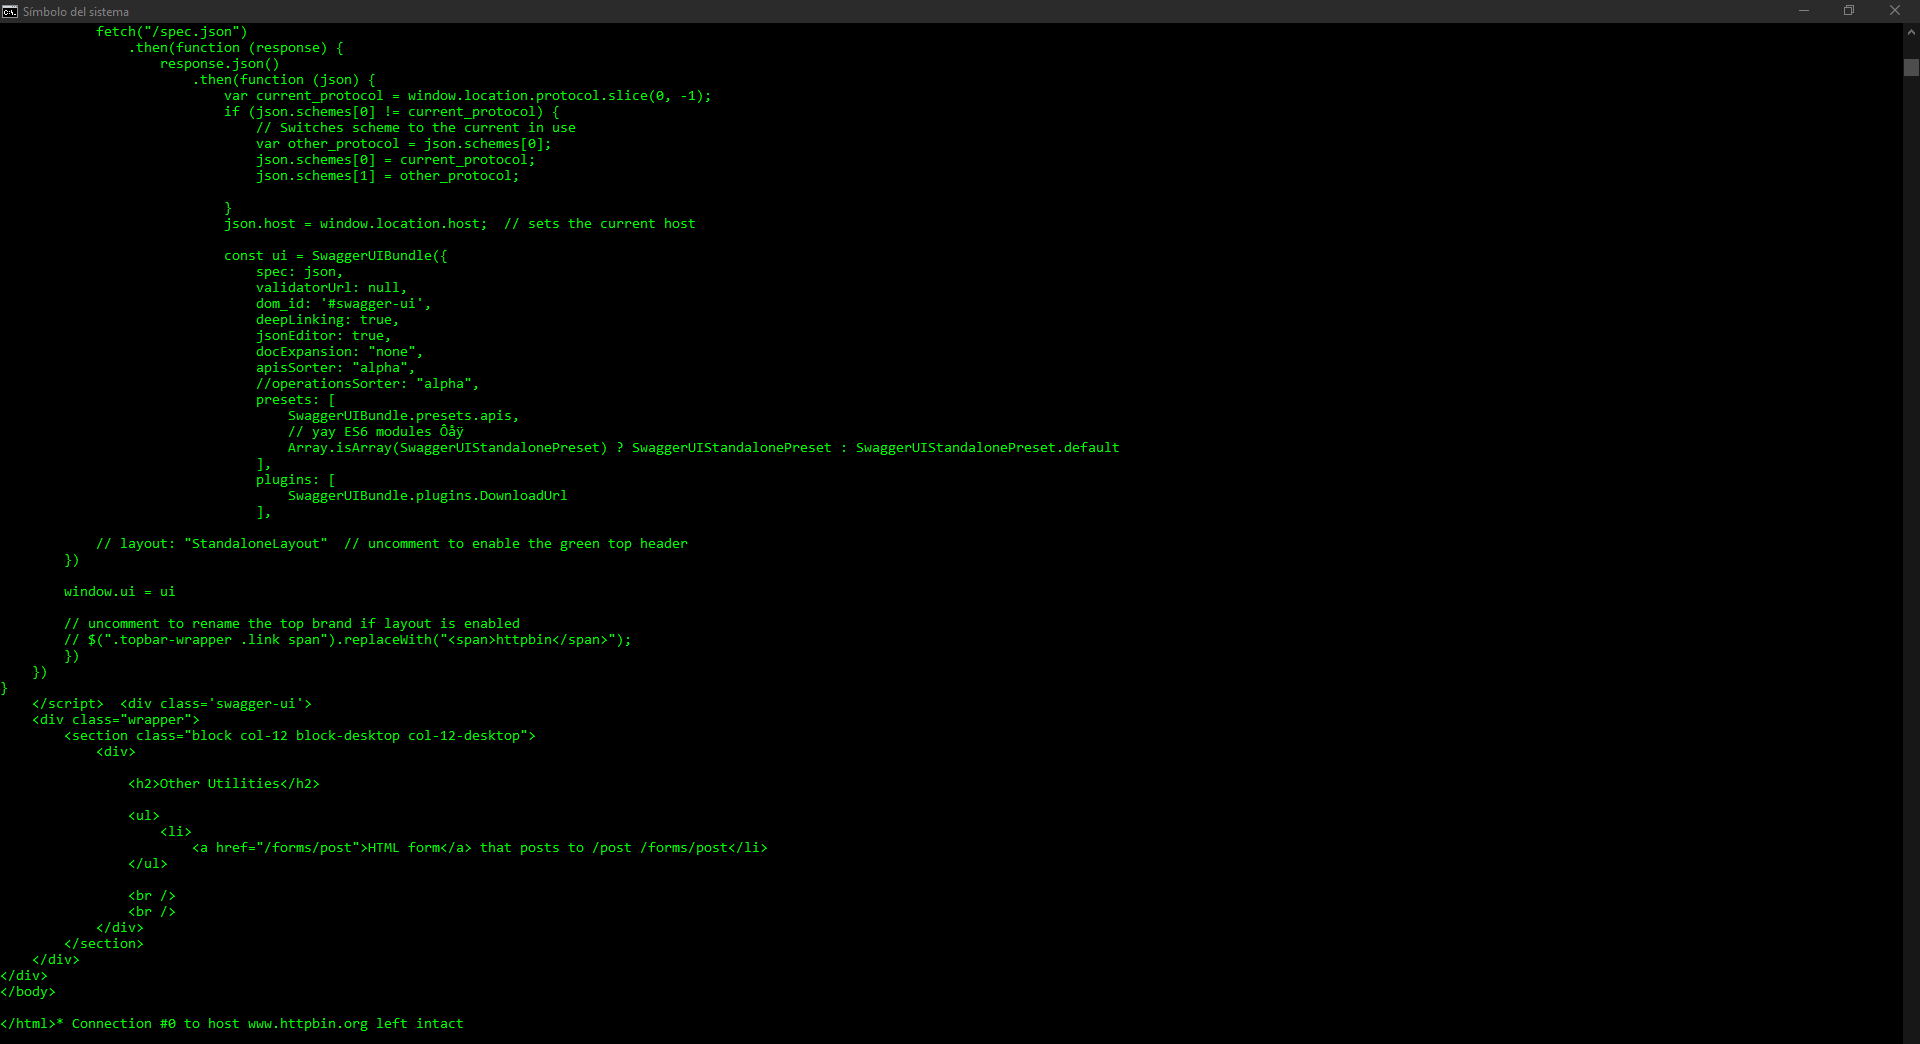 Símbolo del sistema
fetch("/spec.json")
.then(function (response) {
response.json()
.then(function (json) {
var current_protocol = window.location.protocol.slice(0, -1);
if (json.schemes[0] != current_protocol) {
// Switches scheme to the current in use
var other_protocol = json.schemes[0];
json.schemes[0] = current_protocol;
json.schemes[1] = other_protocol;
}
json.host = window.location.host;  // sets the current host
const ui = SwaggerUIBundle({
spec: json,
validatorUrl: null,
dom_id: '#swagger-ui',
deepLinking: true,
jsonEditor: true,
docExpansion: "none",
apisSorter: "alpha",
//operationsSorter: "alpha",
presets: [
SwaggerUIBundle.presets.apis,
// yay ES6 modules Ôåÿ
Array.isArray(SwaggerUIStandalonePreset) ? SwaggerUIStandalonePreset : SwaggerUIStandalonePreset.default
],
plugins: [
SwaggerUIBundle.plugins.DownloadUrl
],
// layout: "StandaloneLayout"  // uncomment to enable the green top header
})
window.ui = ui
// uncomment to rename the top brand if layout is enabled
// $(".topbar-wrapper .link span").replaceWith("<span>httpbin</span>");
})
})
}
</script>  <div class='swagger-ui'>
<div class="wrapper">
<section class="block col-12 block-desktop col-12-desktop">
<div>
<h2>Other Utilities</h2>
<ul>
<li>
<a href="/forms/post">HTML form</a> that posts to /post /forms/post</li>
</ul>
<br />
<br />
</div>
</section>
</div>
</div>
</body>
</html>* Connection #0 to host www.httpbin.org left intact